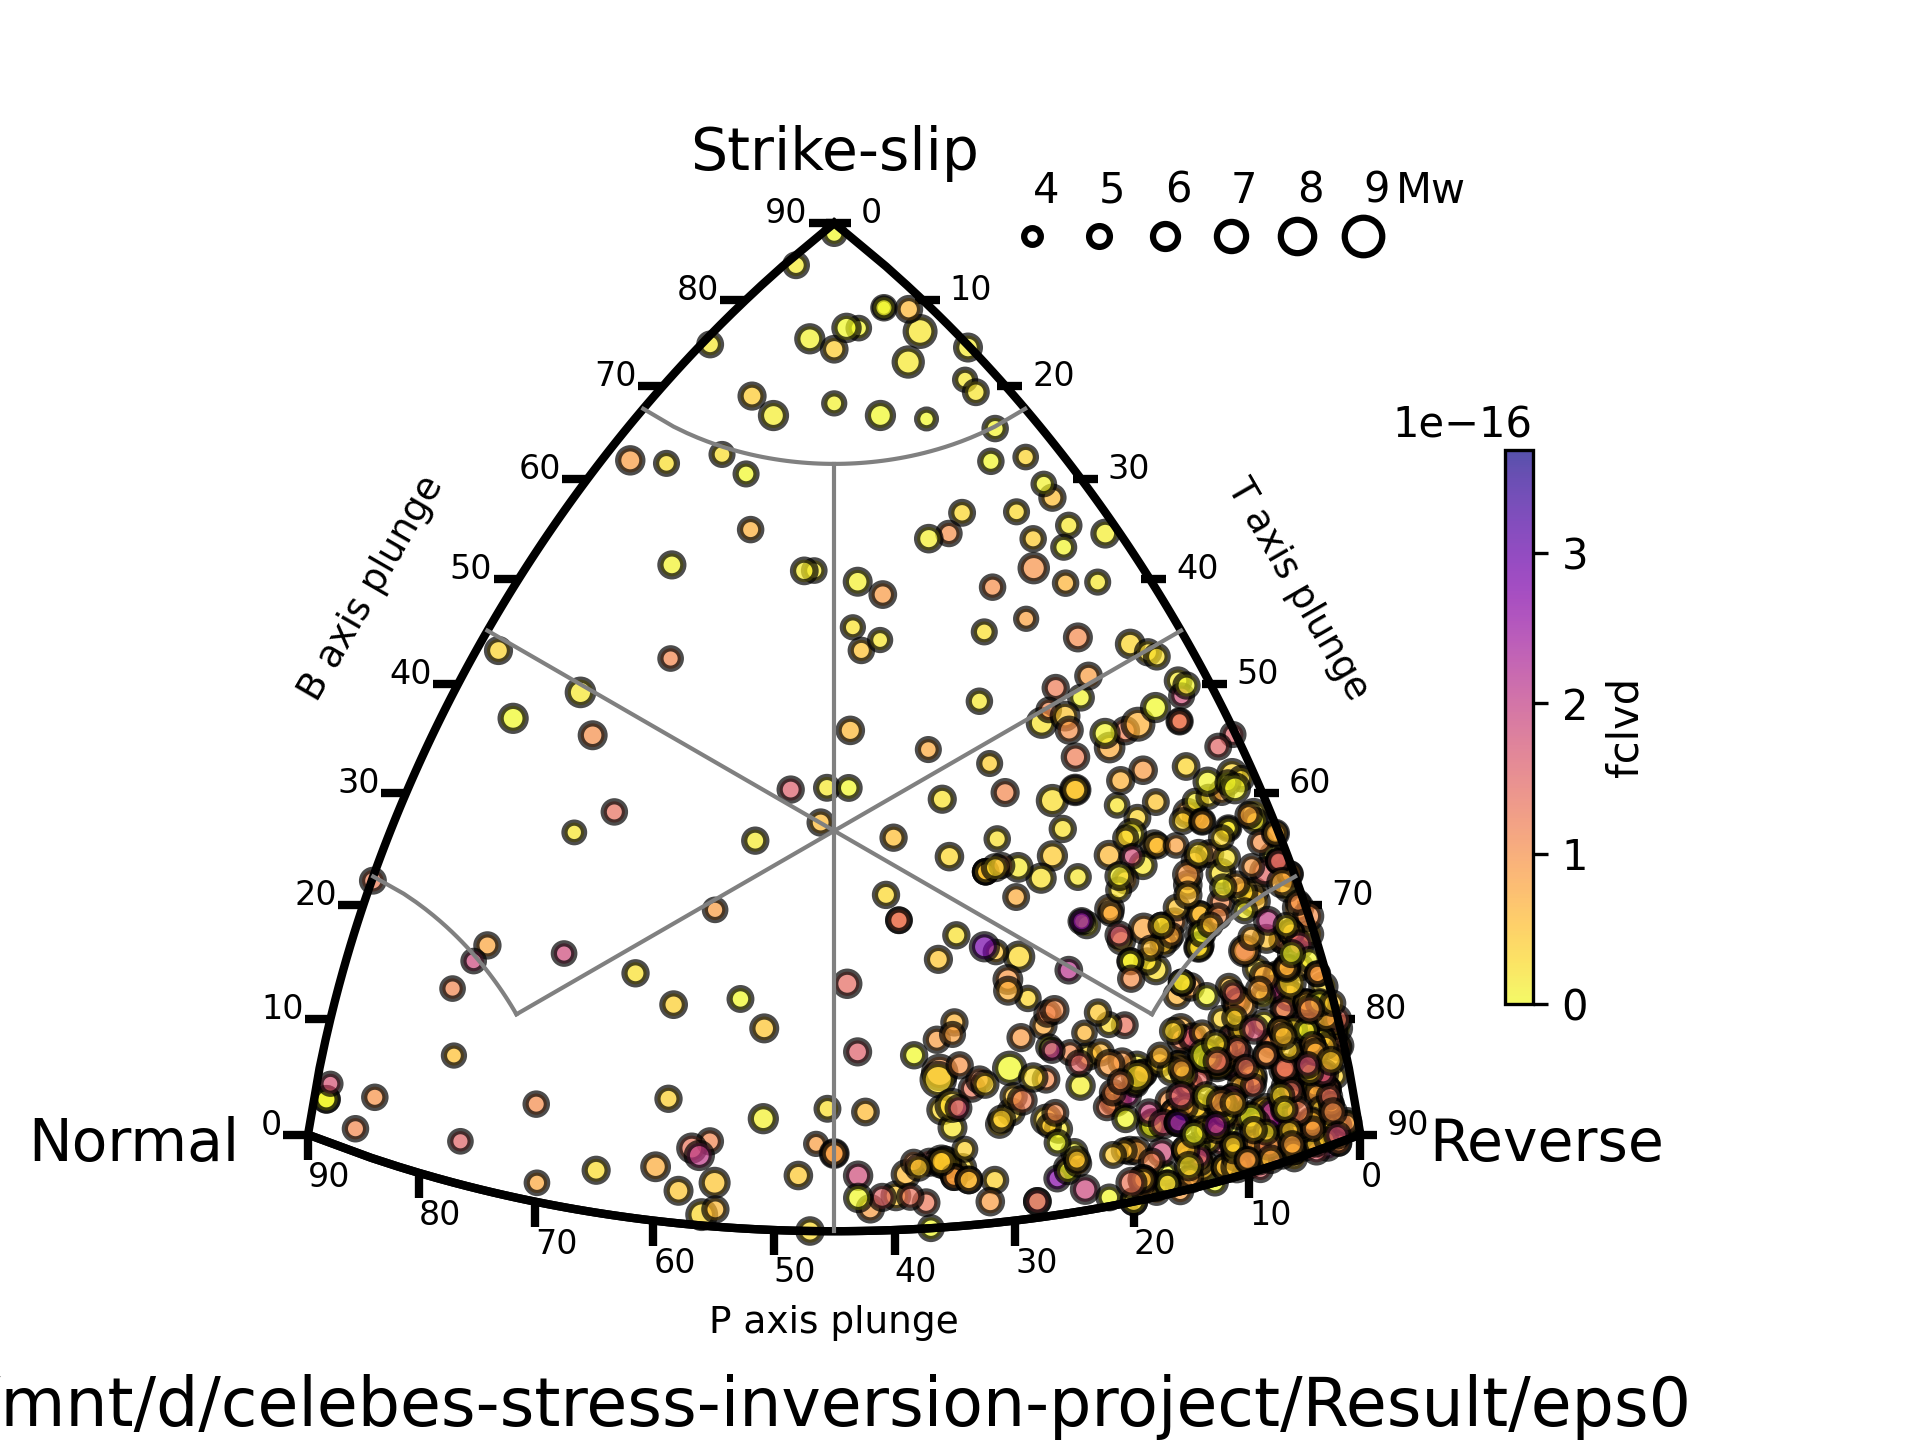 Strike-slip
4 5 6 7 8 9 Mw
90 0
80 10
70 20
1e−16
60 30
B axis plunge
T axis plunge
50 40
3
40 50
2
fclvd
30 60
1
20 70
0
10 80
Normal 0
90 Reverse
90 80 70 60 50 40 30 20 10 0
P axis plunge
mnt/d/celebes-stress-inversion-project/Result/eps0